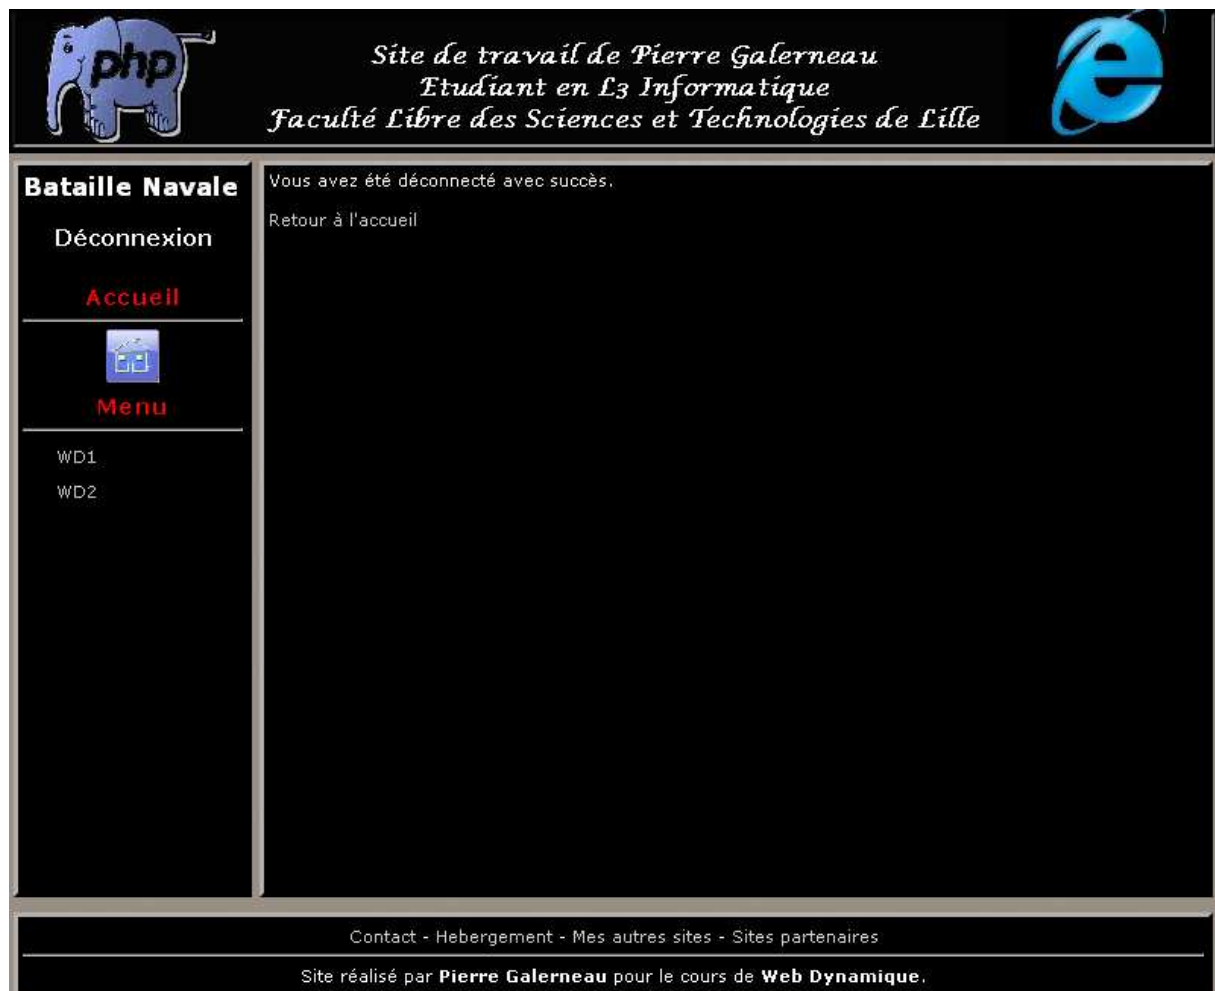 php
Site de travail de Pierre Galerneau
Etudiant en L3 Informatique
Faculté Libre des Sciences et Technologies de Lille
Bataille Navale
Déconnexion
Accueil
Menu
WD1
WD2
Vous avez été déconnecté avec succès.
Retour à l'accueil
Contact - Hebergement - Mes autres sites - Sites partenaires
Site réalisé par Pierre Galerneau pour le cours de Web Dynamique.